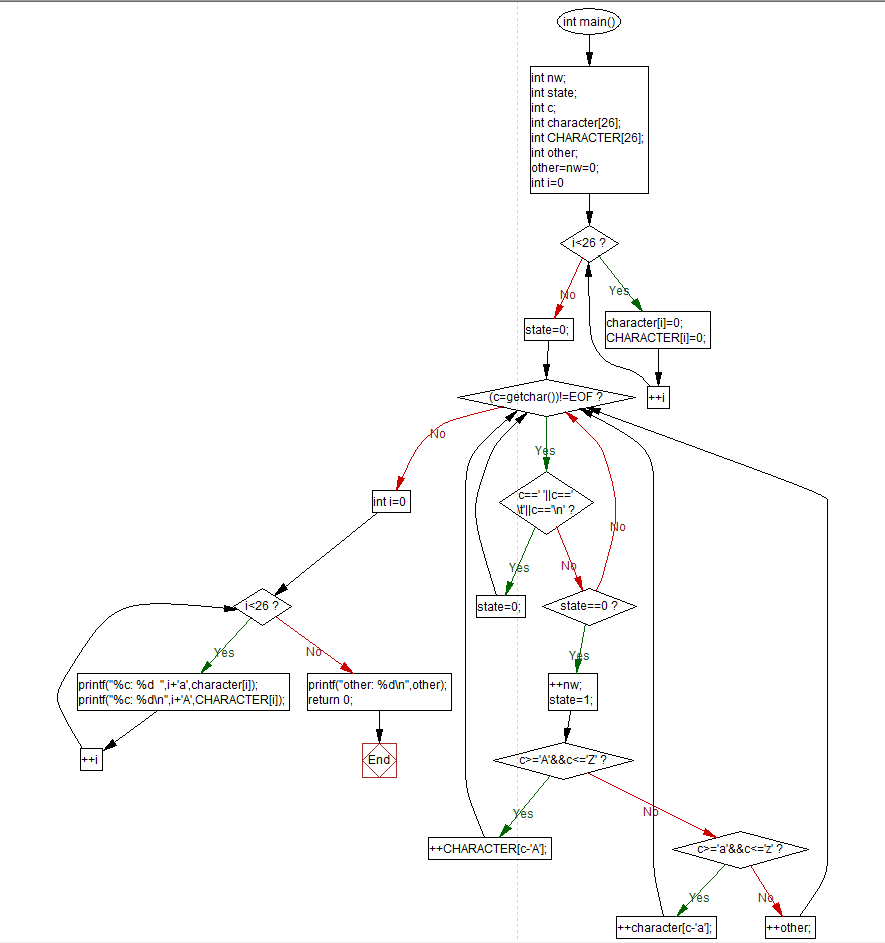 int main()
int nw;
int state;
int c;
int character[26];
int CHARACTER[26];
int other;
other=nw=0;
int i=0
i<26 ?
No
Yes
state=0;
character[i]=0;
CHARACTER[i]=0;
++i
(c=getchar())!=EOF ?
No
Yes
int i=0
c==' '||c=='
\t'||c=='\n' ?
No
Yes
No
state=0;
state==0 ?
i<26 ?
Yes
No
Yes
printf("%c: %d  ",i+'a',character[i]);
printf("%c: %d\n",i+'A',CHARACTER[i]);
printf("other: %d\n",other);
return 0;
++nw;
state=1;
++i
End
c>='A'&&c<='Z' ?
Yes
No
++CHARACTER[c-'A'];
c>='a'&&c<='z' ?
Yes
No
++character[c-'a'];
++other;